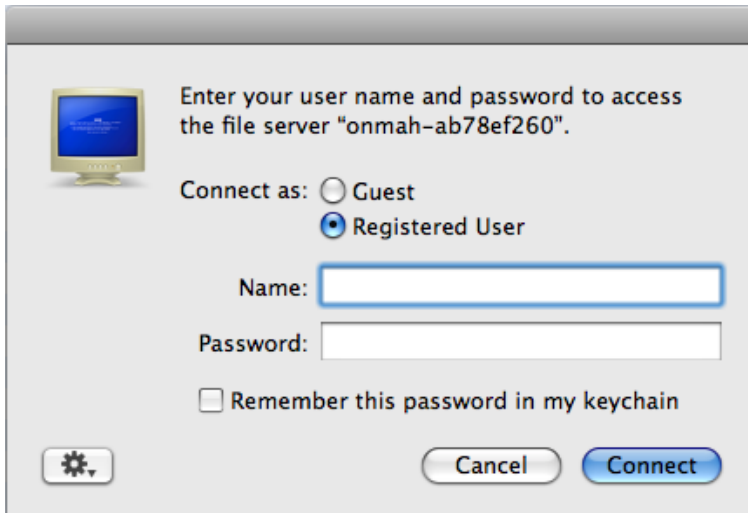 Enter your user name and password to access
the file server “onmah-ab78ef260”.
Connect as: Guest
Registered User
Name:
Password:
Remember this password in my keychain
Cancel Connect